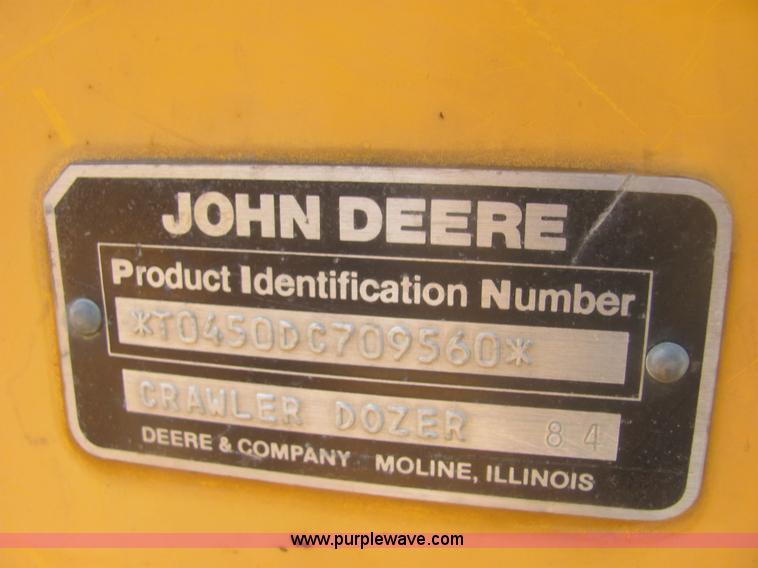 JOHN DEERE
Product Identification Number
*T0450DC709560*
CRAWLER DOZER 84
DEERE & COMPANY MOLINE, ILLINOIS
www.purplewave.com